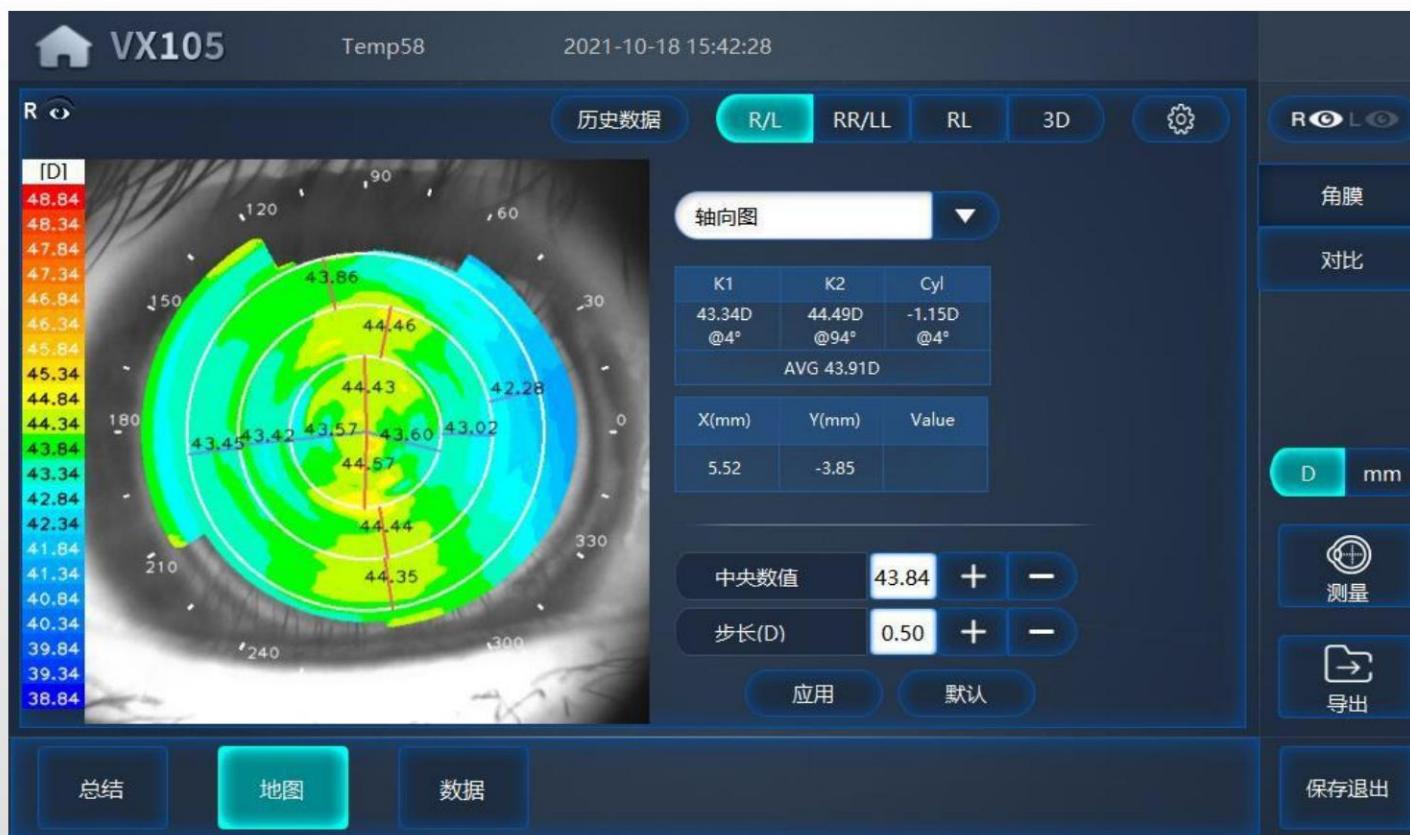 VX105 Temp58 2021-10-18 15:42:28
R 历史数据 R/L RR/LL RL 3D R L
[D]
48.84
48.34
47.84
47.34
46.84
46.34
45.84
45.34
44.84
44.34
43.84
43.34
42.84
42.34
41.84
41.34
40.84
40.34
39.84
39.34
38.84
90
120 60
150 30
180 0
210 330
240 300
43.86
44.46
44.43 42.28
43.45 43.42 43.57 43.60 43.02
44.57
44.44
44.35
轴向图
K1 K2 Cyl
43.34D 44.49D -1.15D
@4° @94° @4°
AVG 43.91D
X(mm) Y(mm) Value
5.52 -3.85
中央数值 43.84 + −
步长(D) 0.50 + −
应用 默认
角膜
对比
D mm
测量
导出
总结 地图 数据 保存退出